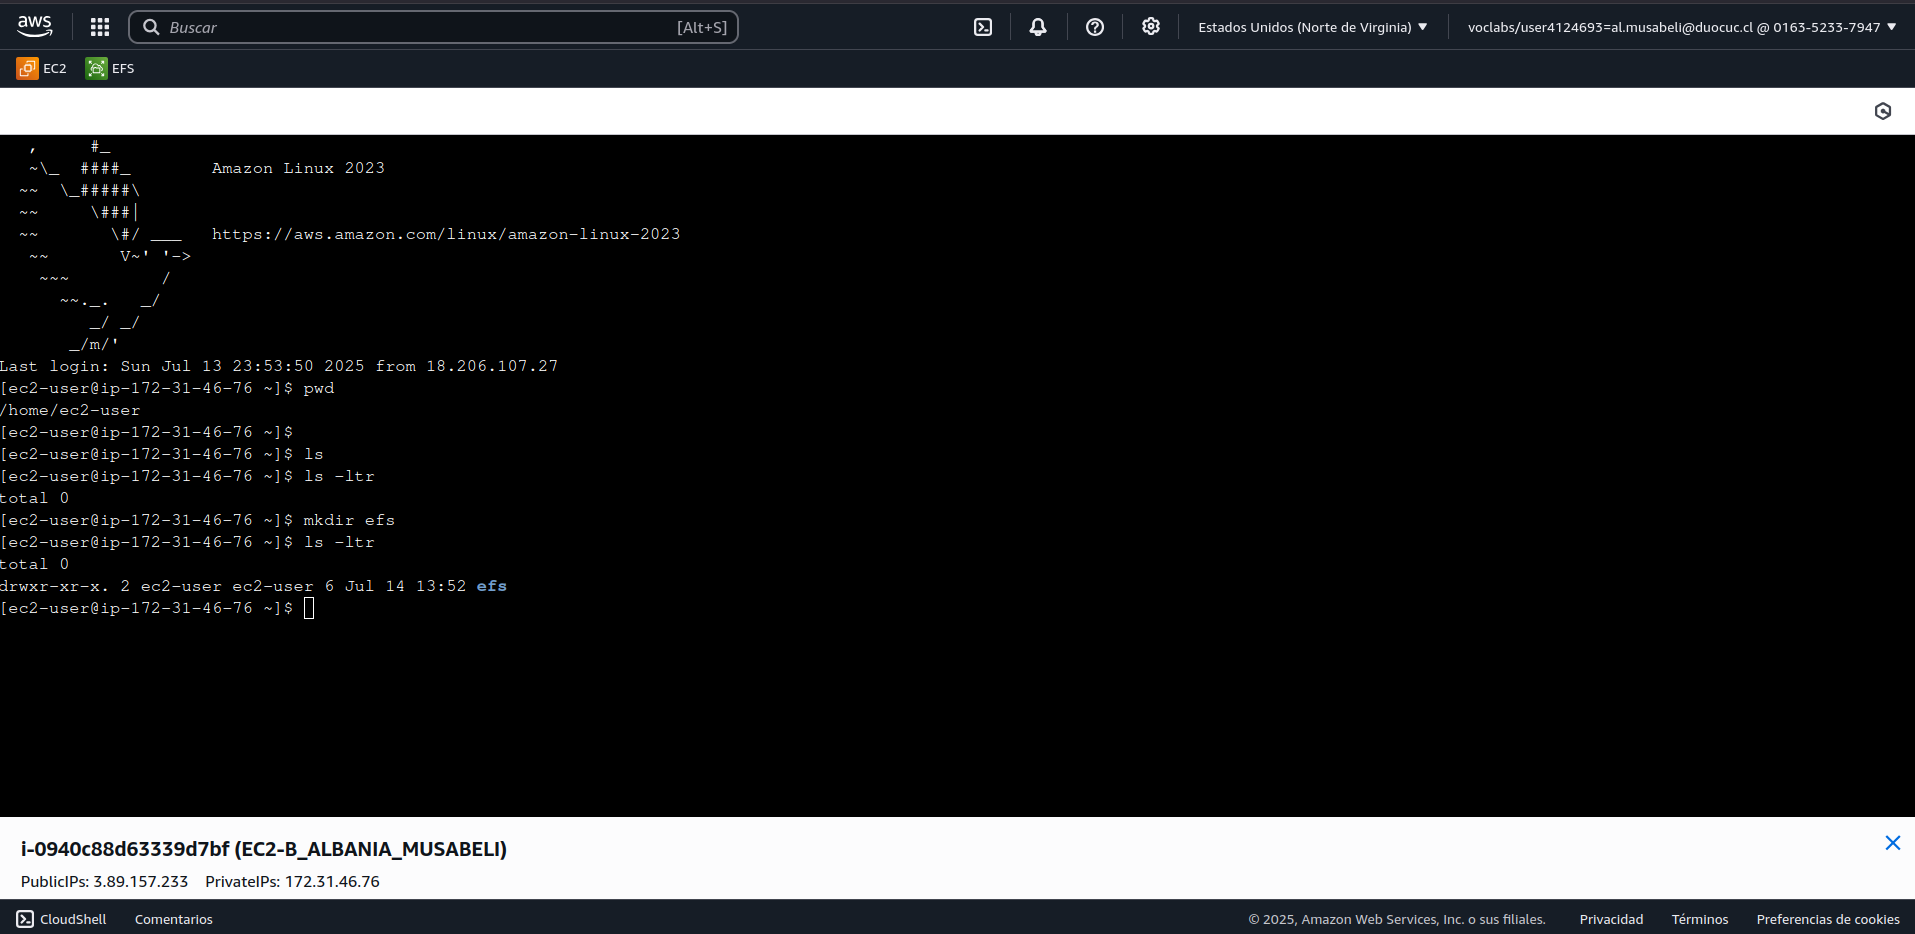 aws
Buscar [Alt+S]
Estados Unidos (Norte de Virginia)
voclabs/user4124693=al.musabeli@duocuc.cl @ 0163-5233-7947
EC2 EFS
   ,     #_
   ~\_  ####_        Amazon Linux 2023
  ~~  \_#####\
  ~~     \###|
  ~~       \#/ ___   https://aws.amazon.com/linux/amazon-linux-2023
   ~~       V~' '->
    ~~~         /
      ~~._.   _/
         _/ _/
       _/m/'
Last login: Sun Jul 13 23:53:50 2025 from 18.206.107.27
[ec2-user@ip-172-31-46-76 ~]$ pwd
/home/ec2-user
[ec2-user@ip-172-31-46-76 ~]$
[ec2-user@ip-172-31-46-76 ~]$ ls
[ec2-user@ip-172-31-46-76 ~]$ ls -ltr
total 0
[ec2-user@ip-172-31-46-76 ~]$ mkdir efs
[ec2-user@ip-172-31-46-76 ~]$ ls -ltr
total 0
drwxr-xr-x. 2 ec2-user ec2-user 6 Jul 14 13:52 efs
[ec2-user@ip-172-31-46-76 ~]$
i-0940c88d63339d7bf (EC2-B_ALBANIA_MUSABELI)
PublicIPs: 3.89.157.233 PrivateIPs: 172.31.46.76
CloudShell Comentarios © 2025, Amazon Web Services, Inc. o sus filiales. Privacidad Términos Preferencias de cookies